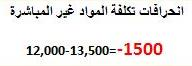 انحرافات تكلفة المواد غير المباشرة
12,000-13,500=-1500